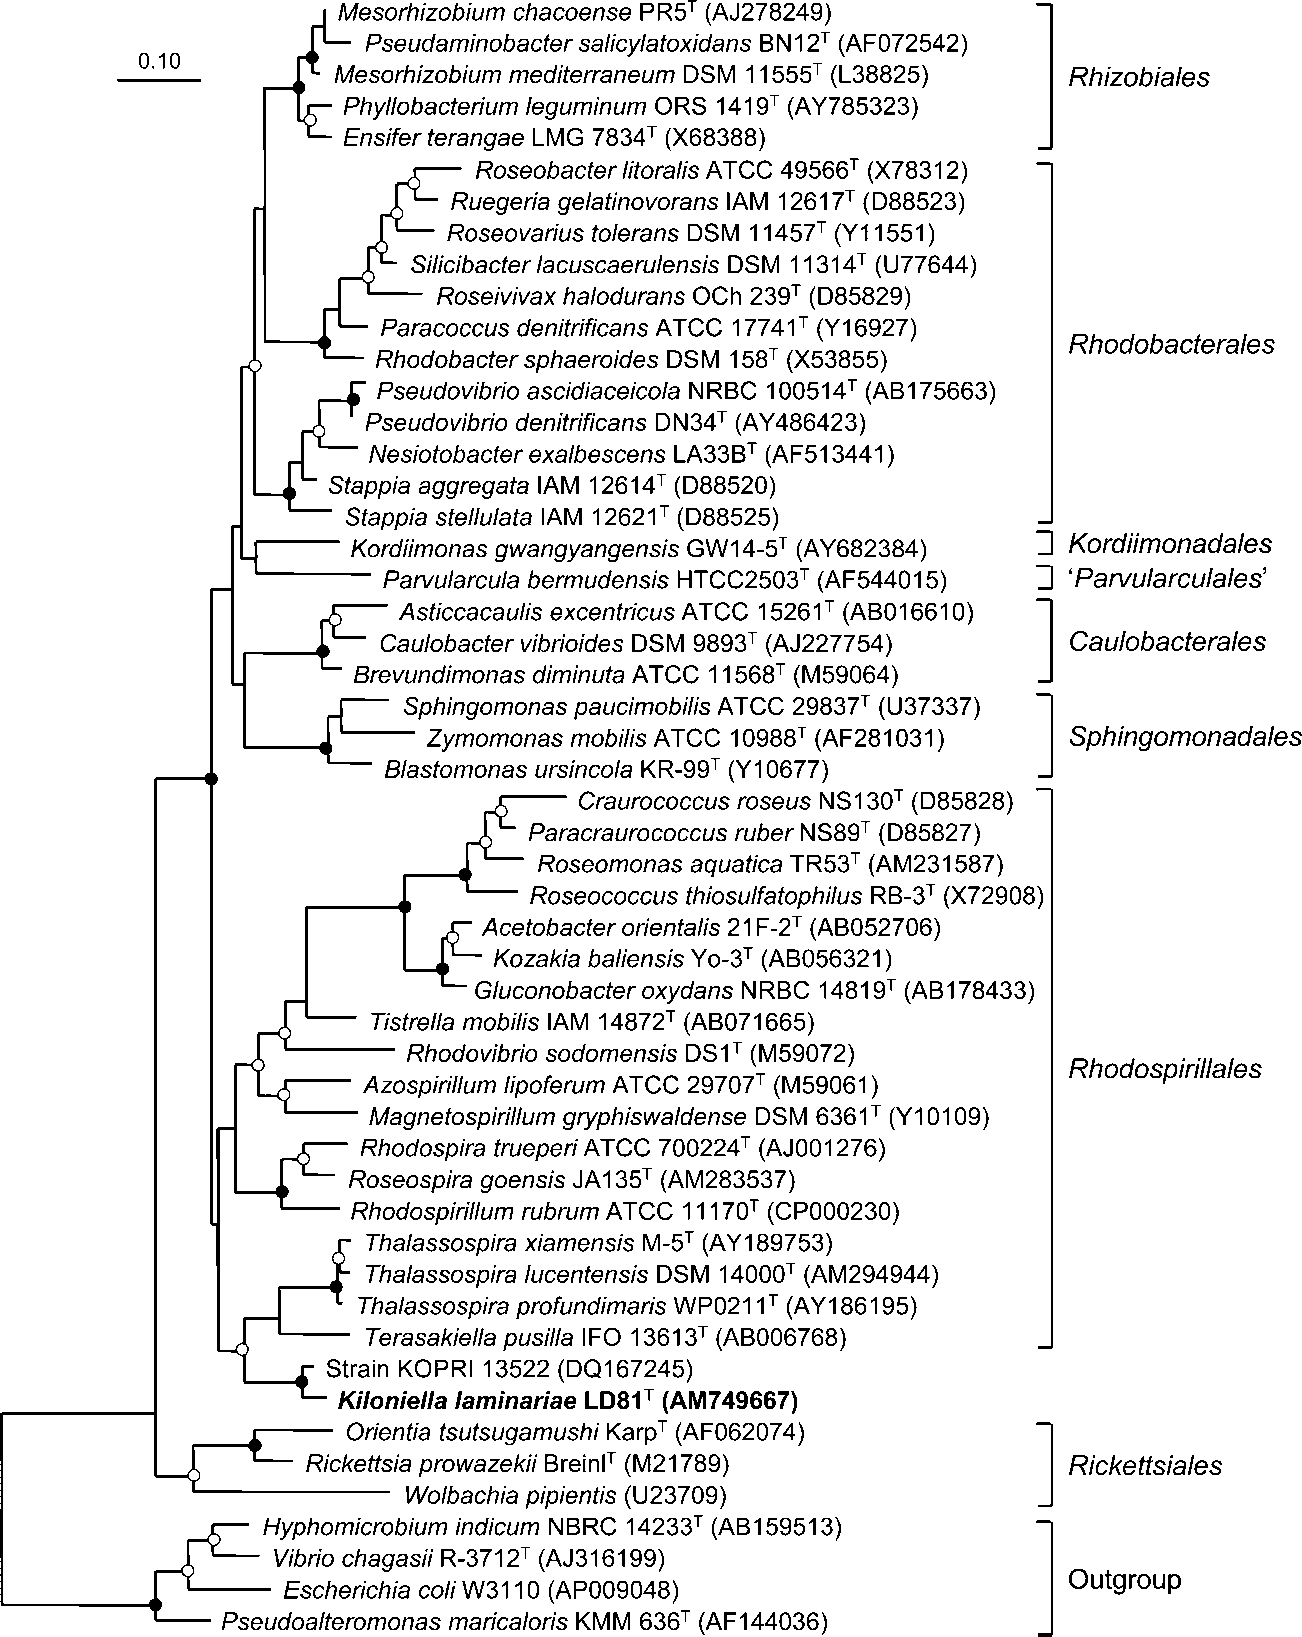 0.10
Mesorhizobium chacoense PR5ᵀ (AJ278249)
Pseudaminobacter salicylatoxidans BN12ᵀ (AF072542)
Mesorhizobium mediterraneum DSM 11555ᵀ (L38825)
Phyllobacterium leguminum ORS 1419ᵀ (AY785323)
Ensifer terangae LMG 7834ᵀ (X68388)
Rhizobiales
Roseobacter litoralis ATCC 49566ᵀ (X78312)
Ruegeria gelatinovorans IAM 12617ᵀ (D88523)
Roseovarius tolerans DSM 11457ᵀ (Y11551)
Silicibacter lacuscaerulensis DSM 11314ᵀ (U77644)
Roseivivax halodurans OCh 239ᵀ (D85829)
Paracoccus denitrificans ATCC 17741ᵀ (Y16927)
Rhodobacter sphaeroides DSM 158ᵀ (X53855)
Pseudovibrio ascidiaceicola NRBC 100514ᵀ (AB175663)
Pseudovibrio denitrificans DN34ᵀ (AY486423)
Nesiotobacter exalbescens LA33Bᵀ (AF513441)
Stappia aggregata IAM 12614ᵀ (D88520)
Stappia stellulata IAM 12621ᵀ (D88525)
Rhodobacterales
Kordiimonas gwangyangensis GW14-5ᵀ (AY682384)
Kordiimonadales
Parvularcula bermudensis HTCC2503ᵀ (AF544015)
‘Parvularculales’
Asticcacaulis excentricus ATCC 15261ᵀ (AB016610)
Caulobacter vibrioides DSM 9893ᵀ (AJ227754)
Brevundimonas diminuta ATCC 11568ᵀ (M59064)
Caulobacterales
Sphingomonas paucimobilis ATCC 29837ᵀ (U37337)
Zymomonas mobilis ATCC 10988ᵀ (AF281031)
Blastomonas ursincola KR-99ᵀ (Y10677)
Sphingomonadales
Craurococcus roseus NS130ᵀ (D85828)
Paracraurococcus ruber NS89ᵀ (D85827)
Roseomonas aquatica TR53ᵀ (AM231587)
Roseococcus thiosulfatophilus RB-3ᵀ (X72908)
Acetobacter orientalis 21F-2ᵀ (AB052706)
Kozakia baliensis Yo-3ᵀ (AB056321)
Gluconobacter oxydans NRBC 14819ᵀ (AB178433)
Tistrella mobilis IAM 14872ᵀ (AB071665)
Rhodovibrio sodomensis DS1ᵀ (M59072)
Azospirillum lipoferum ATCC 29707ᵀ (M59061)
Magnetospirillum gryphiswaldense DSM 6361ᵀ (Y10109)
Rhodospira trueperi ATCC 700224ᵀ (AJ001276)
Roseospira goensis JA135ᵀ (AM283537)
Rhodospirillum rubrum ATCC 11170ᵀ (CP000230)
Thalassospira xiamensis M-5ᵀ (AY189753)
Thalassospira lucentensis DSM 14000ᵀ (AM294944)
Thalassospira profundimaris WP0211ᵀ (AY186195)
Terasakiella pusilla IFO 13613ᵀ (AB006768)
Rhodospirillales
Strain KOPRI 13522 (DQ167245)
Kiloniella laminariae LD81ᵀ (AM749667)
Orientia tsutsugamushi Karpᵀ (AF062074)
Rickettsia prowazekii Breinlᵀ (M21789)
Wolbachia pipientis (U23709)
Rickettsiales
Hyphomicrobium indicum NBRC 14233ᵀ (AB159513)
Vibrio chagasii R-3712ᵀ (AJ316199)
Escherichia coli W3110 (AP009048)
Pseudoalteromonas maricaloris KMM 636ᵀ (AF144036)
Outgroup